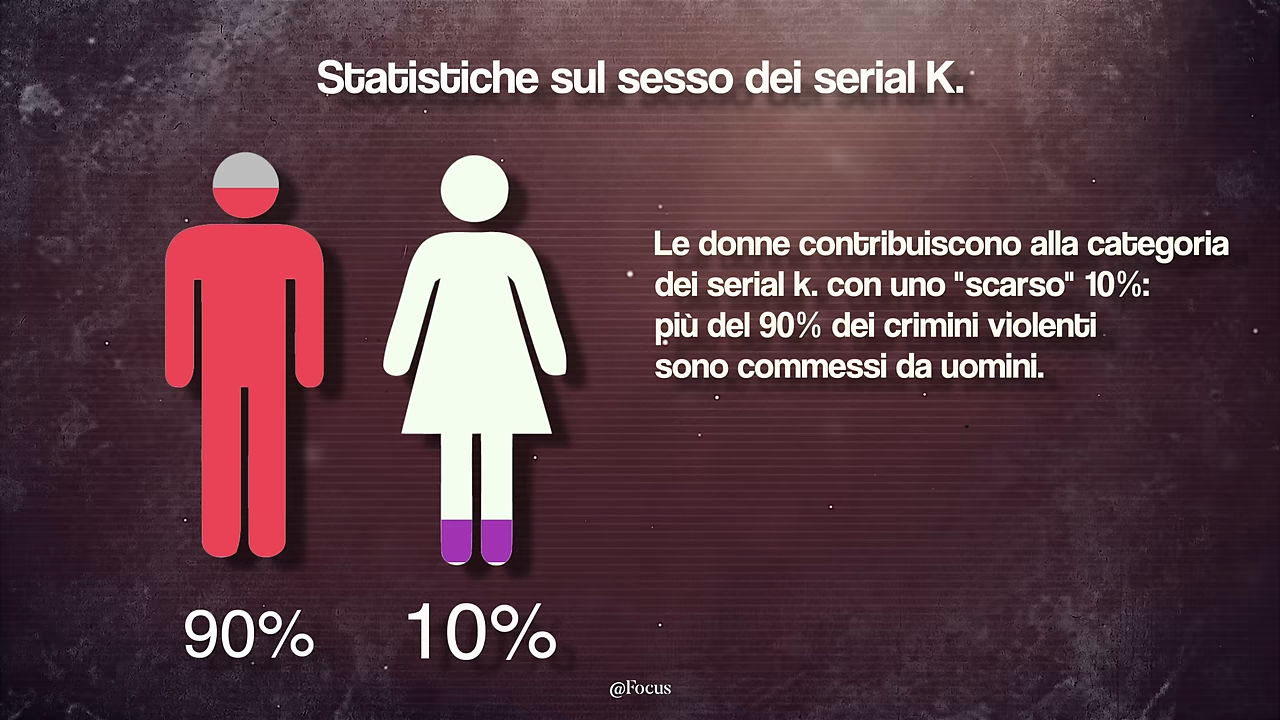 Statistiche sul sesso dei serial K.
Le donne contribuiscono alla categoria
dei serial k. con uno "scarso" 10%:
più del 90% dei crimini violenti
sono commessi da uomini.
90% 10%
@Focus